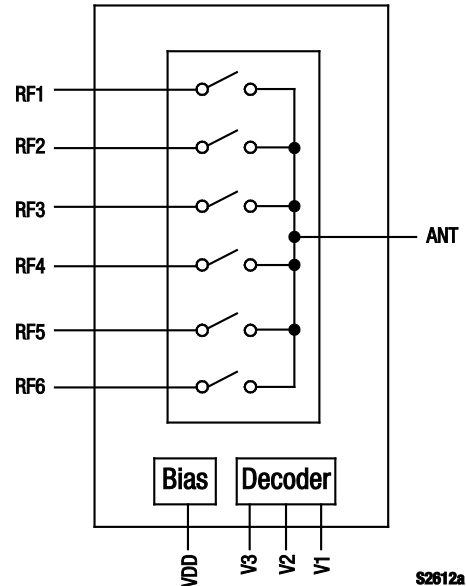 RF1
RF2
RF3
ANT
RF4
RF5
RF6
Bias
Decoder
VDD
V3
V2
V1
S2612a